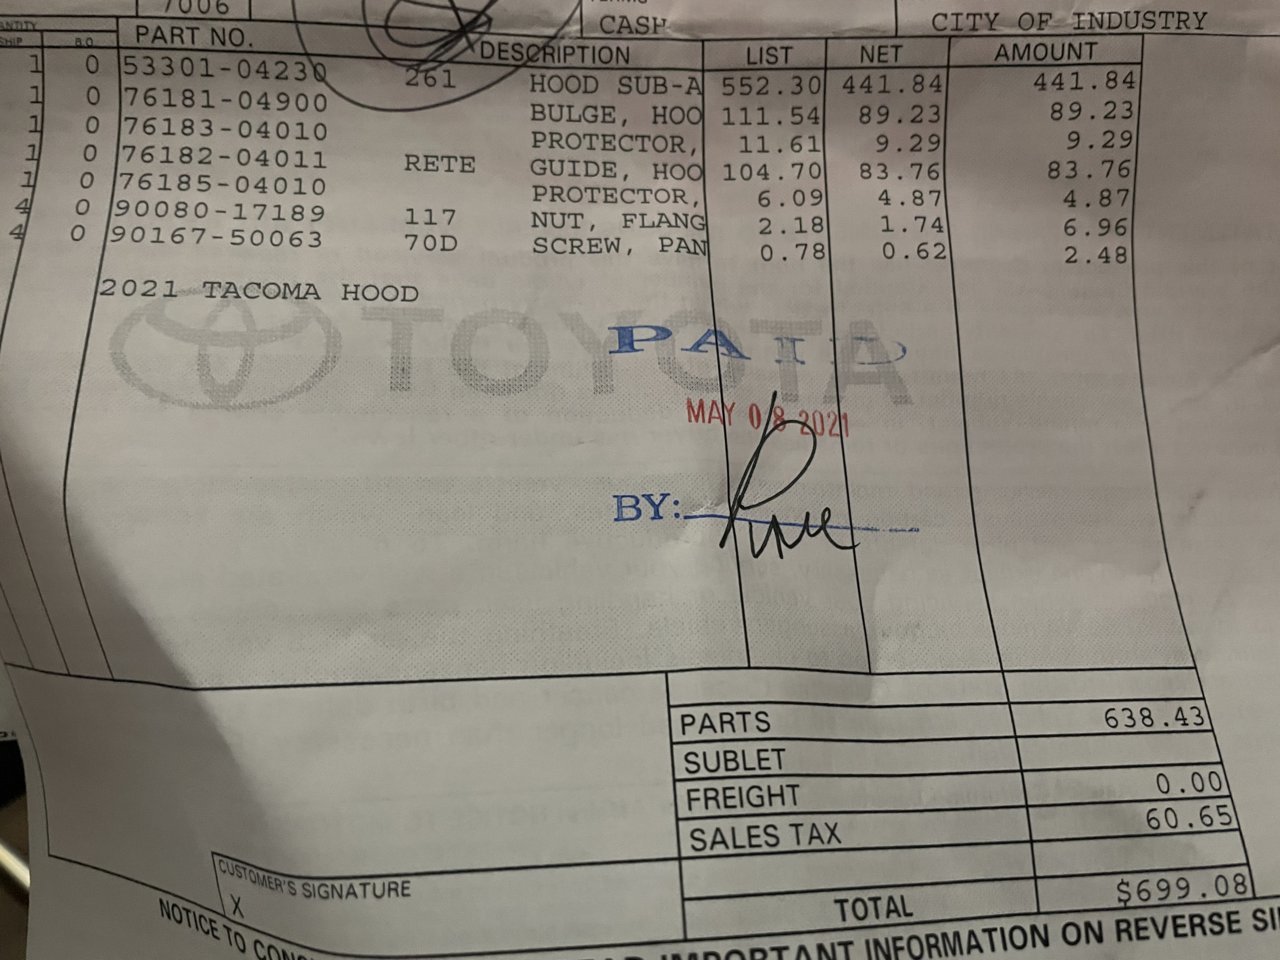 7006
CASH
CITY OF INDUSTRY
SHIP B.O. PART NO. DESCRIPTION LIST NET AMOUNT
1 0 53301-04230 261 HOOD SUB-A 552.30 441.84 441.84
1 0 76181-04900 BULGE, HOO 111.54 89.23 89.23
1 0 76183-04010 PROTECTOR, 11.61 9.29 9.29
1 0 76182-04011 RETE GUIDE, HOO 104.70 83.76 83.76
1 0 76185-04010 PROTECTOR, 6.09 4.87 4.87
4 0 90080-17189 117 NUT, FLANG 2.18 1.74 6.96
4 0 90167-50063 70D SCREW, PAN 0.78 0.62 2.48
2021 TACOMA HOOD
TOYOTA
PAID
MAY 08 2021
BY:
PARTS 638.43
SUBLET
FREIGHT 0.00
SALES TAX 60.65
TOTAL $699.08
CUSTOMER'S SIGNATURE
X
NOTICE TO
IMPORTANT INFORMATION ON REVERSE